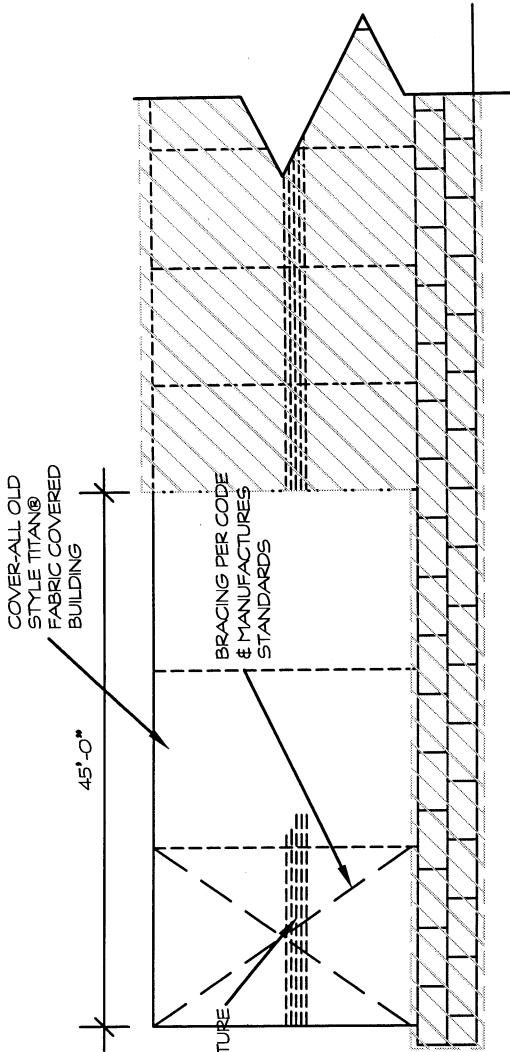 COVER-ALL OLD
STYLE TITAN®
FABRIC COVERED
BUILDING
45'-0"
BRACING PER CODE
& MANUFACTURES
STANDARDS
TURE